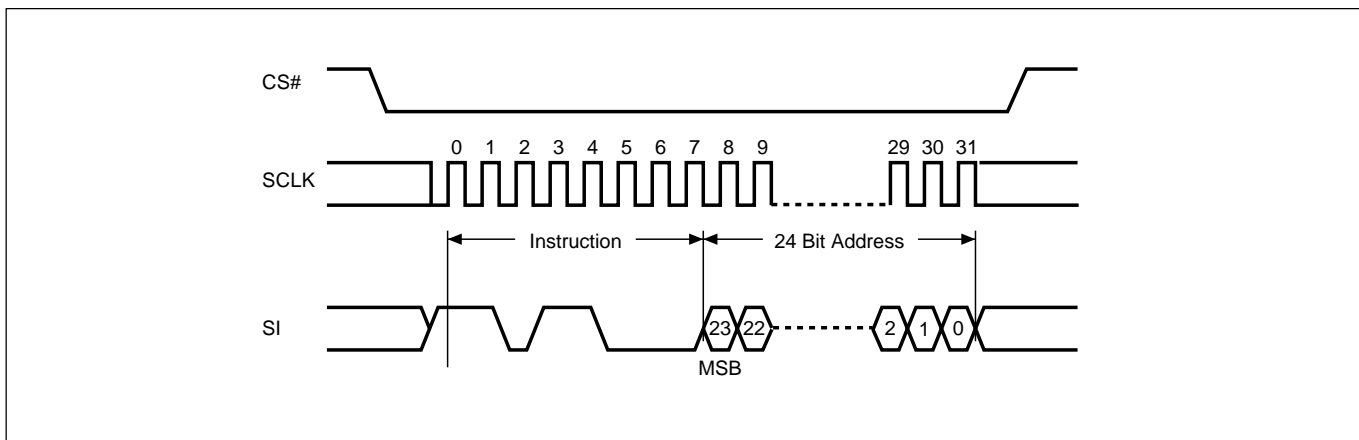 CS#
0 1 2 3 4 5 6 7 8 9 29 30 31
SCLK
Instruction 24 Bit Address
SI 23 22 2 1 0
MSB